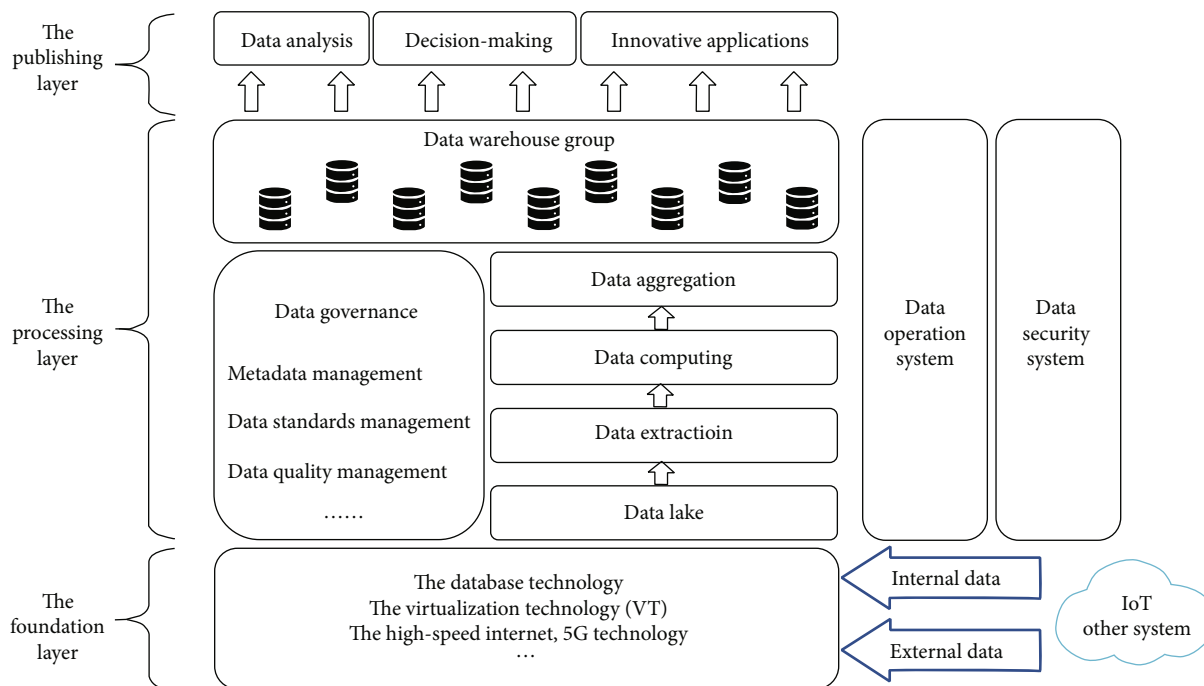 The
publishing
layer
Data analysis
Decision-making
Innovative applications
The
processing
layer
Data warehouse group
Data governance
Metadata management
Data standards management
Data quality management
......
Data aggregation
Data computing
Data extractioin
Data lake
Data
operation
system
Data
security
system
The
foundation
layer
The database technology
The virtualization technology (VT)
The high-speed internet, 5G technology
...
Internal data
External data
IoT
other system